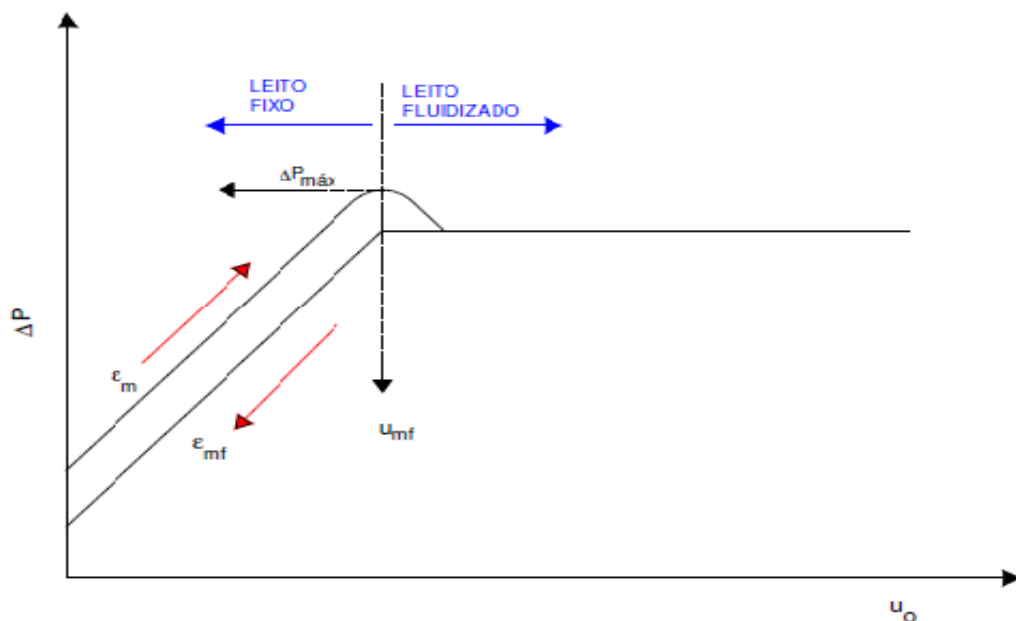 LEITO
FIXO
LEITO
FLUIDIZADO
ΔPmáx
ΔP
εm
εmf
umf
uo